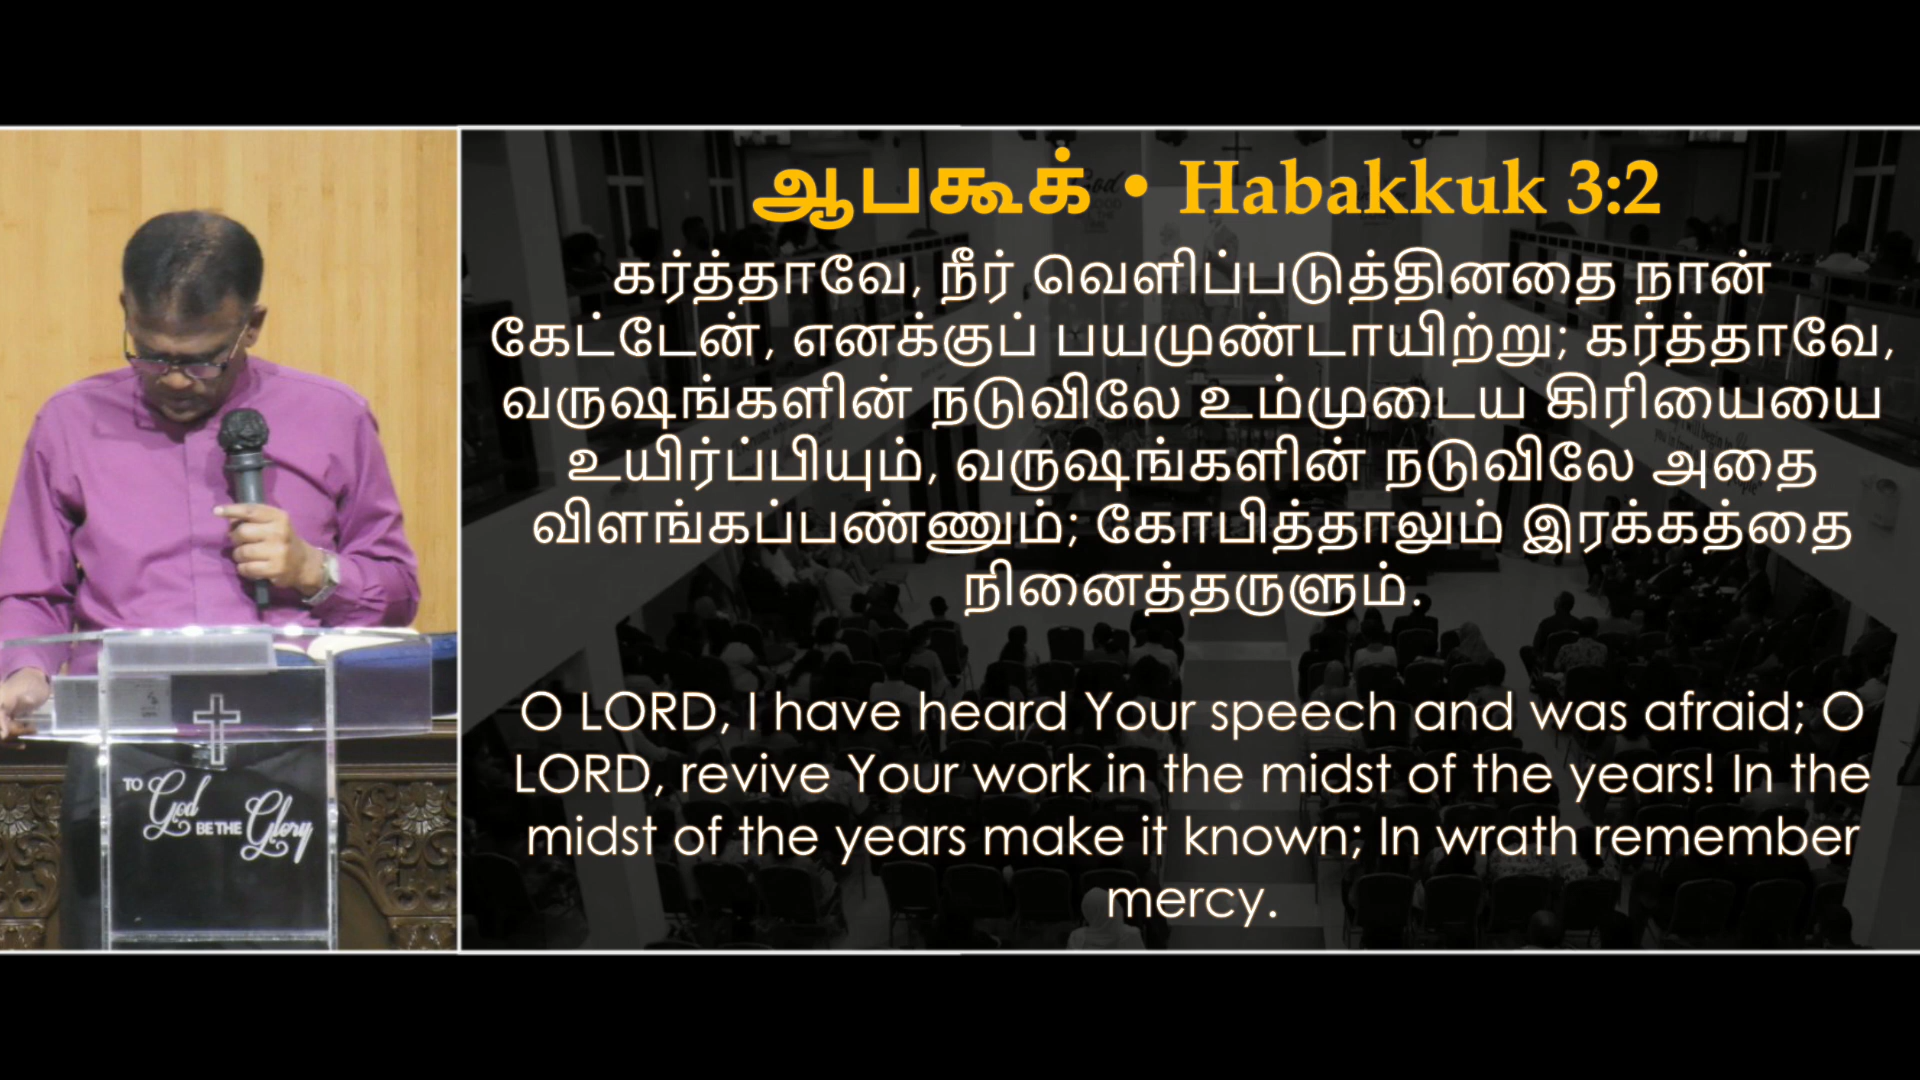 ஆபகூக் • Habakkuk 3:2
கர்த்தாவே, நீர் வெளிப்படுத்தினதை நான்
கேட்டேன், எனக்குப் பயமுண்டாயிற்று; கர்த்தாவே,
வருஷங்களின் நடுவிலே உம்முடைய கிரியையை
உயிர்ப்பியும், வருஷங்களின் நடுவிலே அதை
விளங்கப்பண்ணும்; கோபித்தாலும் இரக்கத்தை
நினைத்தருளும்.
O LORD, I have heard Your speech and was afraid; O
LORD, revive Your work in the midst of the years! In the
midst of the years make it known; In wrath remember
mercy.
TO God BE THE Glory